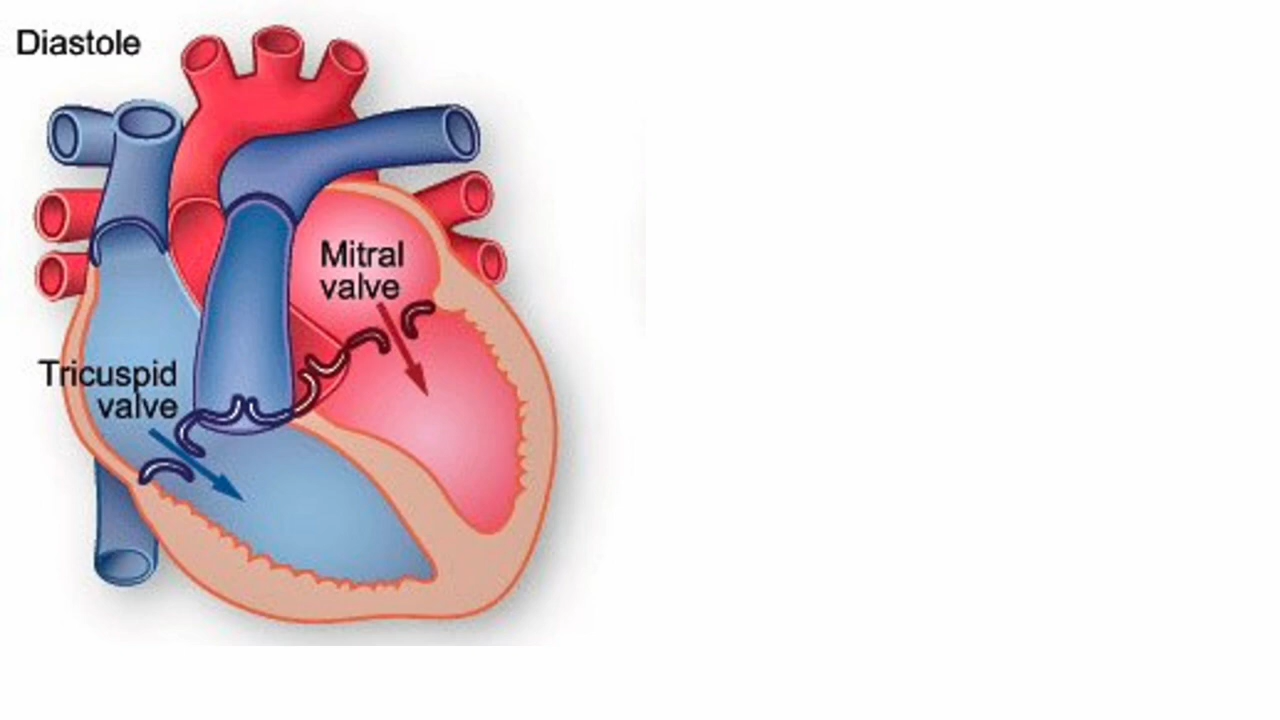 Diastole
Mitral
valve
Tricuspid
valve